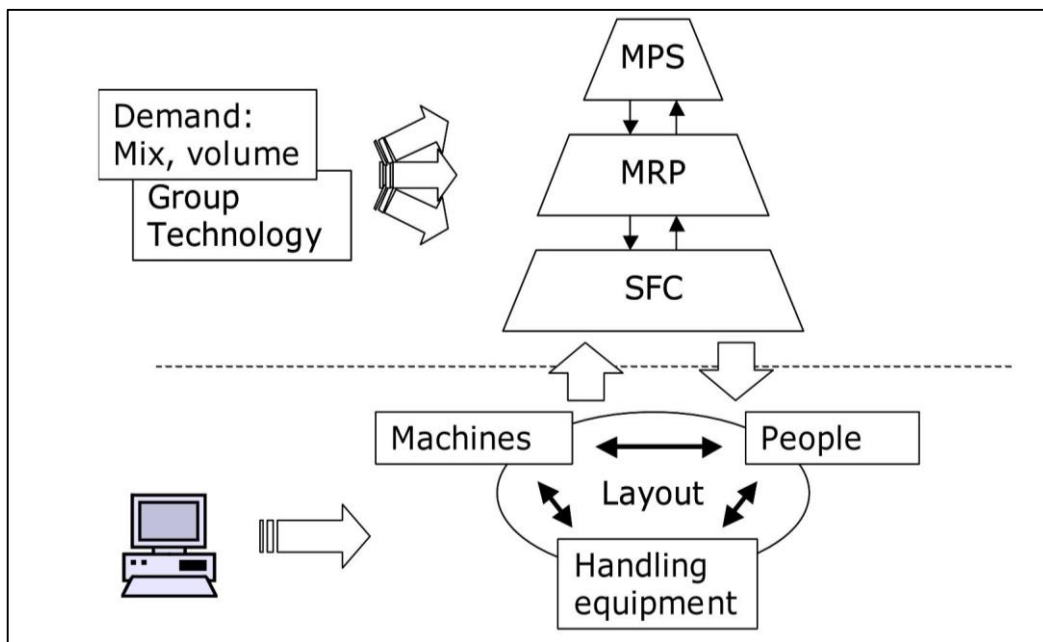 MPS
Demand:
Mix, volume
MRP
Group
Technology
SFC
Machines
People
Layout
Handling
equipment